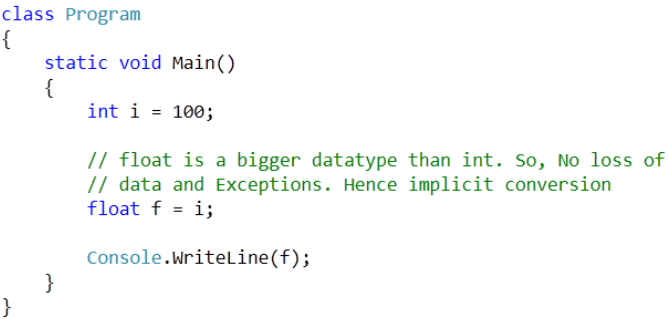 class Program
{
    static void Main()
    {
        int i = 100;

        // float is a bigger datatype than int. So, No loss of
        // data and Exceptions. Hence implicit conversion
        float f = i;

        Console.WriteLine(f);
    }
}